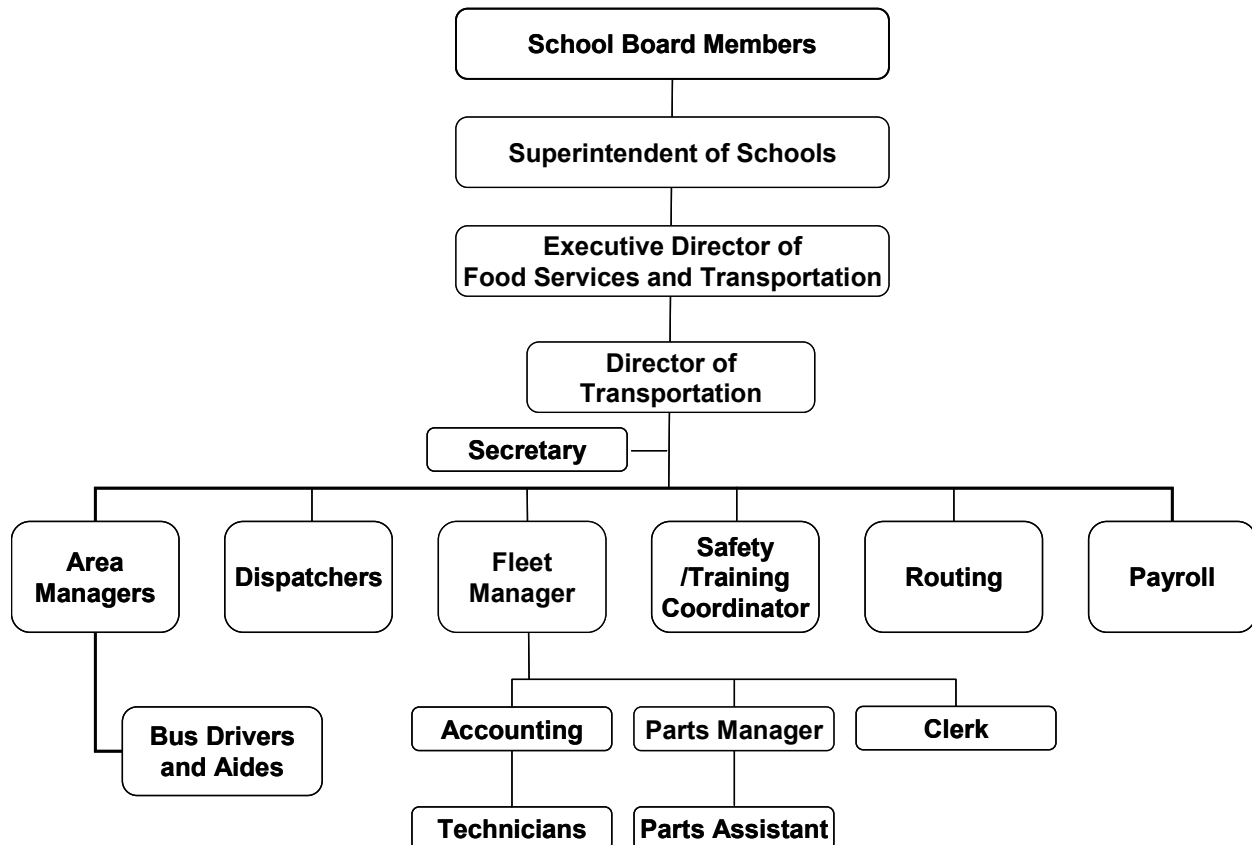 School Board Members
Superintendent of Schools
Executive Director of
Food Services and Transportation
Director of
Transportation
Secretary
Area
Managers
Dispatchers
Fleet
Manager
Safety
/Training
Coordinator
Routing
Payroll
Bus Drivers
and Aides
Accounting
Parts Manager
Clerk
Technicians
Parts Assistant